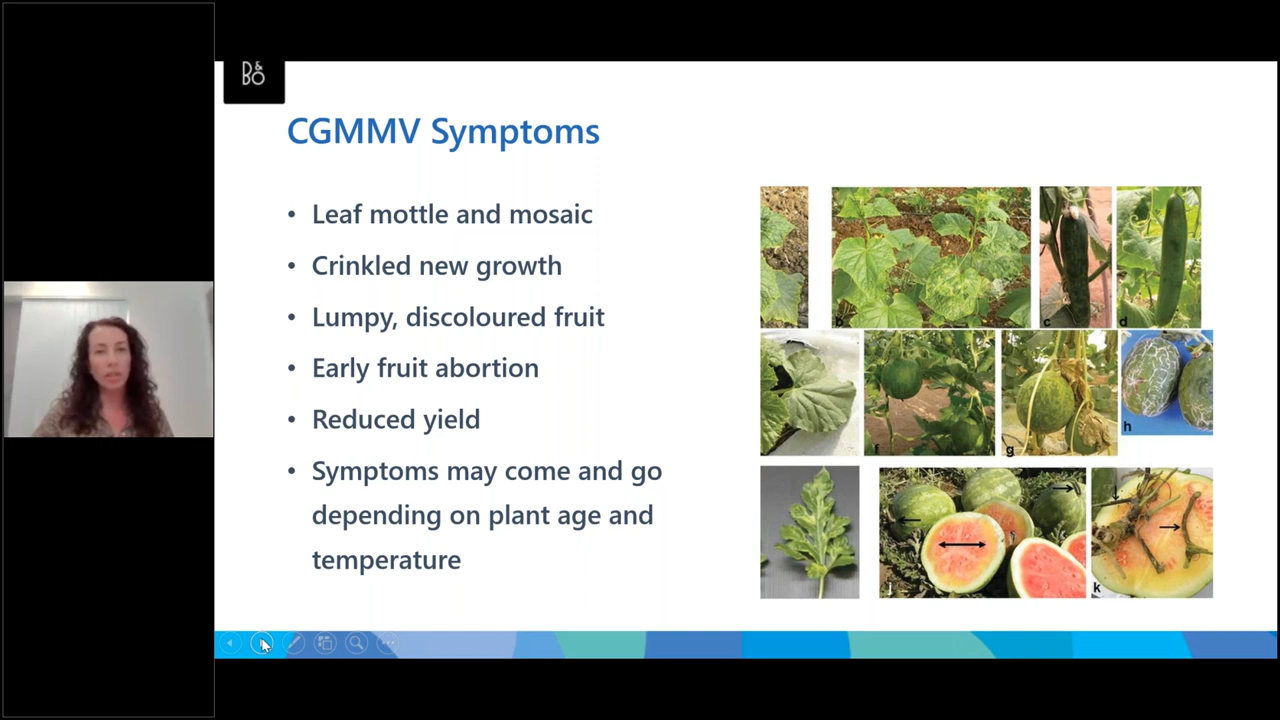 B&O
CGMMV Symptoms
• Leaf mottle and mosaic
• Crinkled new growth
• Lumpy, discoloured fruit
• Early fruit abortion
• Reduced yield
• Symptoms may come and go
depending on plant age and
temperature
b
c
d
f
g
h
j
k